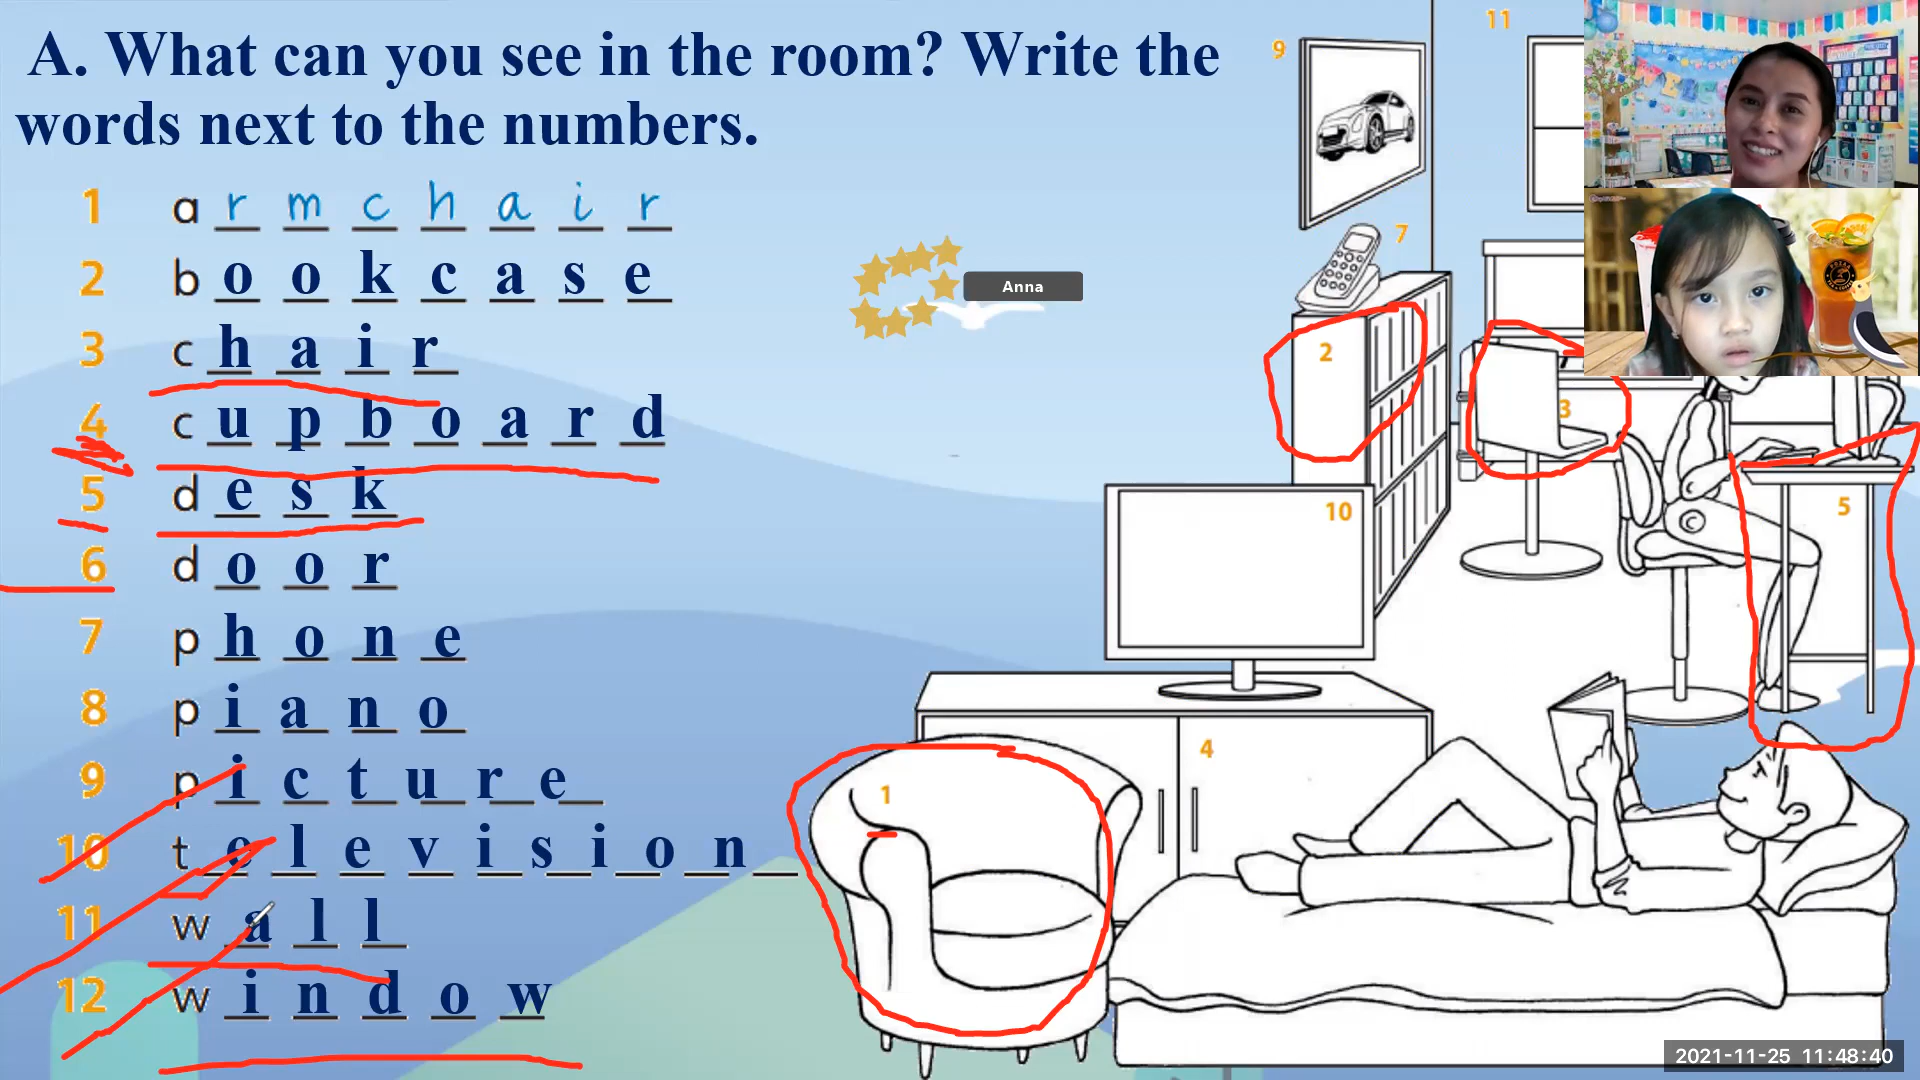 A. What can you see in the room? Write the
words next to the numbers.
1 armchair
2 bookcase
3 chair
4 cupboard
5 desk
6 door
7 phone
8 piano
9 picture
10 television
11 wall
12 window
Anna
9
11
7
2
3
5
10
4
1
2021-11-25 11:48:40